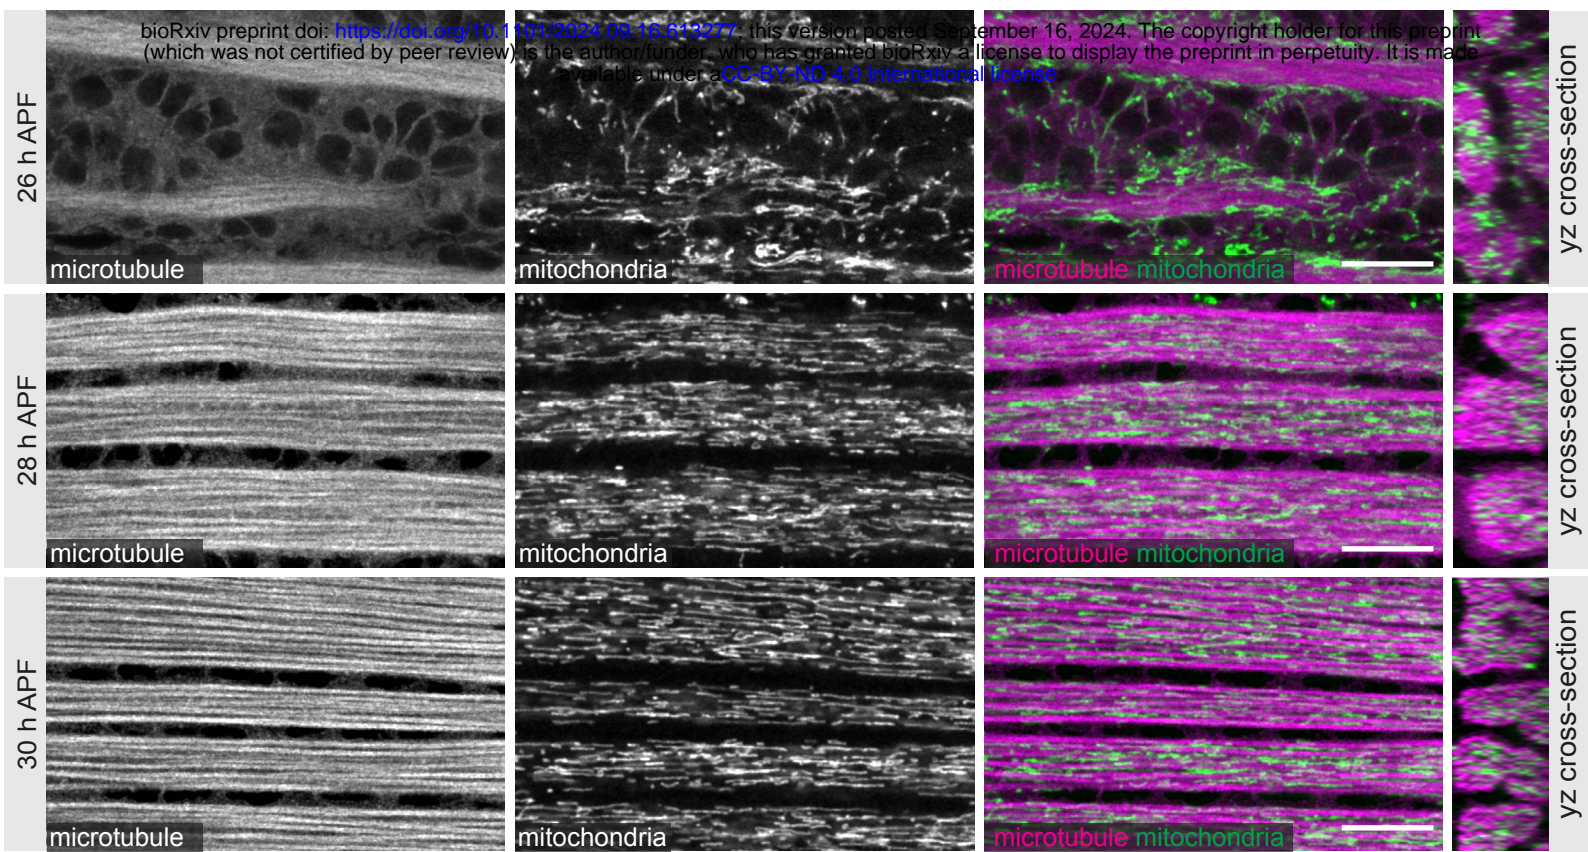 bioRxiv preprint doi: https://doi.org/10.1101/2024.09.16.613277; this version posted September 16, 2024. The copyright holder for this preprint
(which was not certified by peer review) is the author/funder, who has granted bioRxiv a license to display the preprint in perpetuity. It is made
available under aCC-BY-ND 4.0 International license.
26 h APF
microtubule
mitochondria
microtubule mitochondria
yz cross-section
28 h APF
microtubule
mitochondria
microtubule mitochondria
yz cross-section
30 h APF
microtubule
mitochondria
microtubule mitochondria
yz cross-section